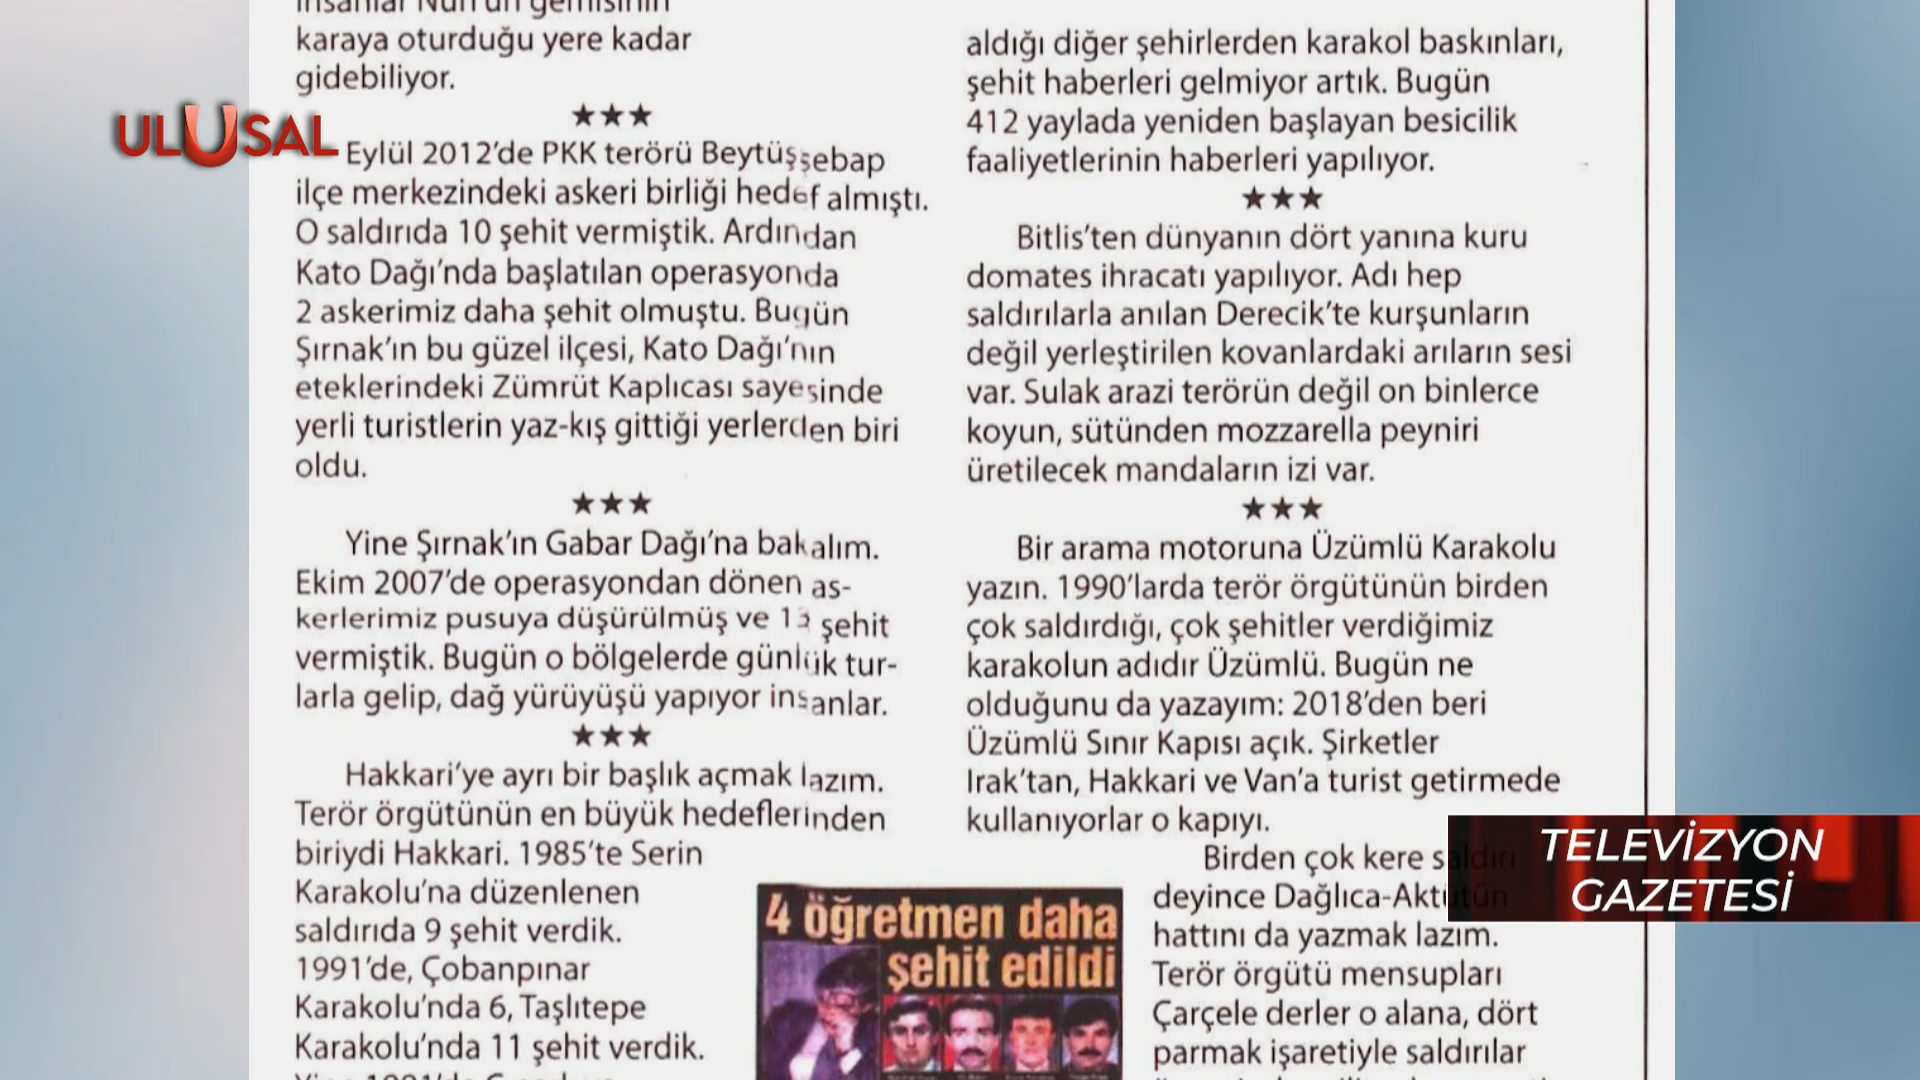 karaya oturduğu yere kadar
gidebiliyor.
★★★
Eylül 2012’de PKK terörü Beytüşşebap
ilçe merkezindeki askeri birliği hedef almıştı.
O saldırıda 10 şehit vermiştik. Ardından
Kato Dağı’nda başlatılan operasyonda
2 askerimiz daha şehit olmuştu. Bugün
Şırnak’ın bu güzel ilçesi, Kato Dağı’nın
eteklerindeki Zümrüt Kaplıcası sayesinde
yerli turistlerin yaz-kış gittiği yerlerden biri
oldu.
★★★
Yine Şırnak’ın Gabar Dağı’na bakalım.
Ekim 2007’de operasyondan dönen as-
kerlerimiz pusuya düşürülmüş ve 13 şehit
vermiştik. Bugün o bölgelerde günlük tur-
larla gelip, dağ yürüyüşü yapıyor insanlar.
★★★
Hakkari’ye ayrı bir başlık açmak lazım.
Terör örgütünün en büyük hedeflerinden
biriydi Hakkari. 1985’te Serin
Karakolu’na düzenlenen
saldırıda 9 şehit verdik.
1991’de, Çobanpınar
Karakolu’nda 6, Taşlıtepe
Karakolu’nda 11 şehit verdik.
4 öğretmen daha
şehit edildi
aldığı diğer şehirlerden karakol baskınları,
şehit haberleri gelmiyor artık. Bugün
412 yaylada yeniden başlayan besicilik
faaliyetlerinin haberleri yapılıyor.
★★★
Bitlis’ten dünyanın dört yanına kuru
domates ihracatı yapılıyor. Adı hep
saldırılarla anılan Derecik’te kurşunların
değil yerleştirilen kovanlardaki arıların sesi
var. Sulak arazi terörün değil on binlerce
koyun, sütünden mozzarella peyniri
üretilecek mandaların izi var.
★★★
Bir arama motoruna Üzümlü Karakolu
yazın. 1990’larda terör örgütünün birden
çok saldırdığı, çok şehitler verdiğimiz
karakolun adıdır Üzümlü. Bugün ne
olduğunu da yazayım: 2018’den beri
Üzümlü Sınır Kapısı açık. Şirketler
Irak’tan, Hakkari ve Van’a turist getirmede
kullanıyorlar o kapıyı.
Birden çok kere saldırı
deyince Dağlıca-Aktütün
hattını da yazmak lazım.
Terör örgütü mensupları
Çarçele derler o alana, dört
parmak işaretiyle saldırılar
ULUSAL
TELEVİZYON
GAZETESİ